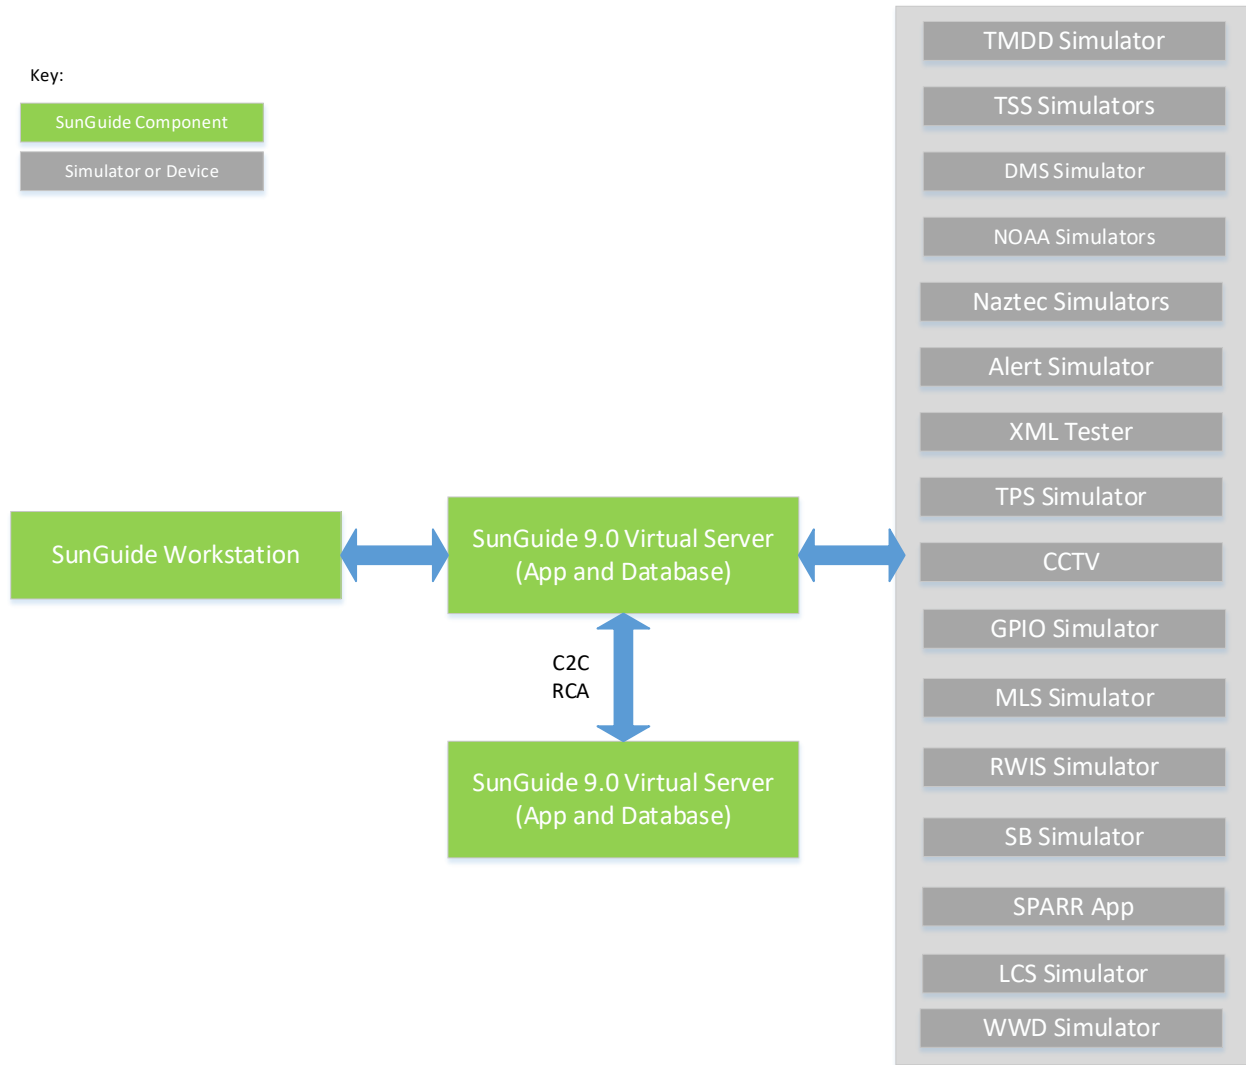 Key:
SunGuide Component
Simulator or Device
SunGuide Workstation
SunGuide 9.0 Virtual Server
(App and Database)
C2C
RCA
SunGuide 9.0 Virtual Server
(App and Database)
TMDD Simulator
TSS Simulators
DMS Simulator
NOAA Simulators
Naztec Simulators
Alert Simulator
XML Tester
TPS Simulator
CCTV
GPIO Simulator
MLS Simulator
RWIS Simulator
SB Simulator
SPARR App
LCS Simulator
WWD Simulator